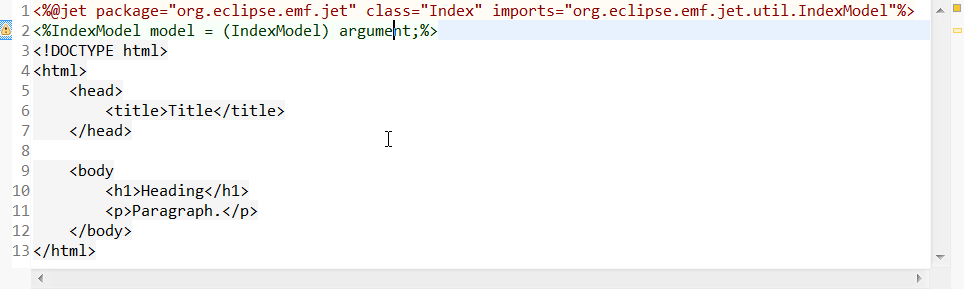 1 <%@jet package="org.eclipse.emf.jet" class="Index" imports="org.eclipse.emf.jet.util.IndexModel"%>
2 <%IndexModel model = (IndexModel) argument;%>
3 <!DOCTYPE html>
4 <html>
5     <head>
6         <title>Title</title>
7     </head>
8
9     <body
10         <h1>Heading</h1>
11         <p>Paragraph.</p>
12     </body>
13 </html>